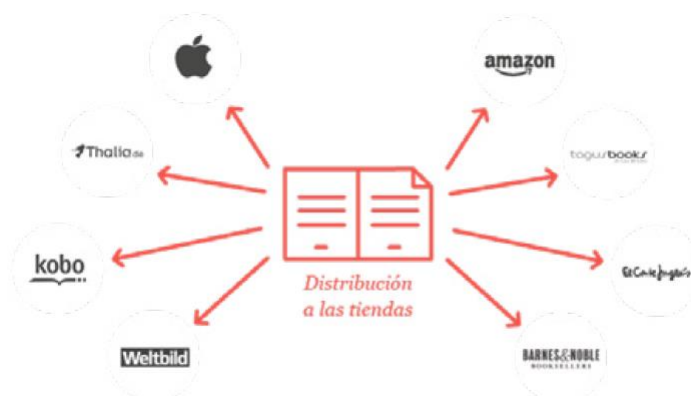 amazon
Thalia.de
tagusbooks
kobo
El Corte Inglés
Distribución
a las tiendas
Weltbild
BARNES&NOBLE
BOOKSELLERS